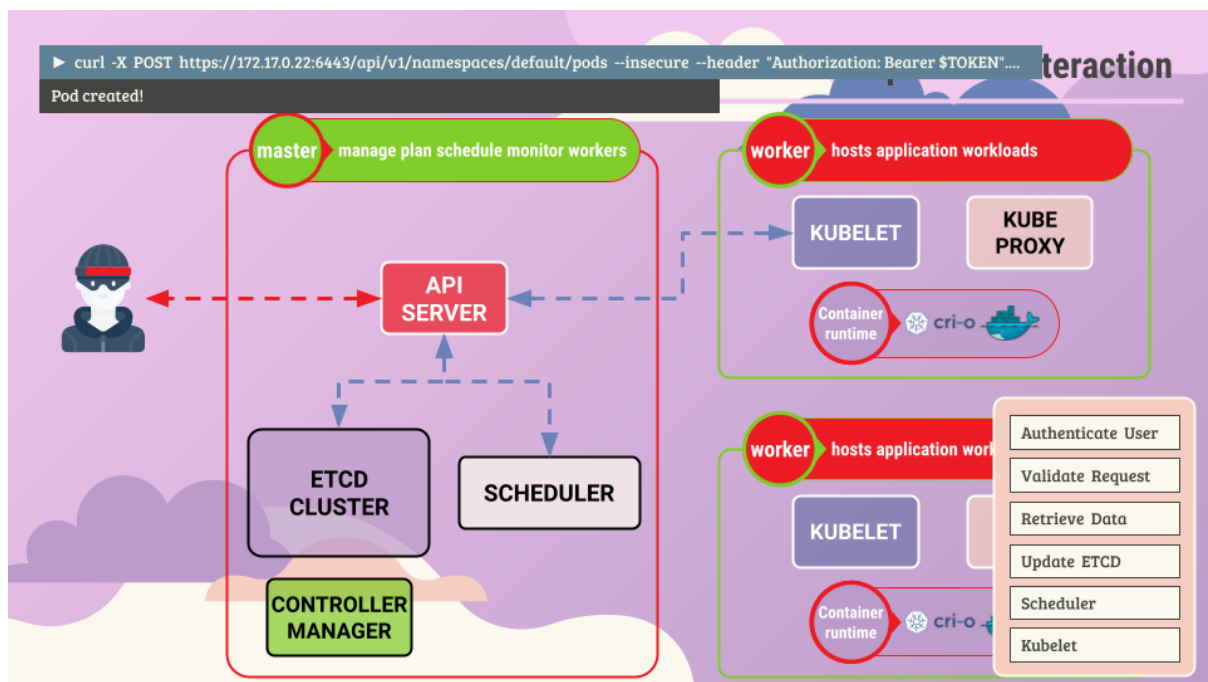 ► curl -X POST https://172.17.0.22:6443/api/v1/namespaces/default/pods --insecure --header "Authorization: Bearer $TOKEN"....
teraction
Pod created!
master
manage plan schedule monitor workers
API
SERVER
ETCD
CLUSTER
SCHEDULER
CONTROLLER
MANAGER
worker
hosts application workloads
KUBELET
KUBE
PROXY
Container
runtime
cri-o
worker
hosts application
KUBELET
Container
runtime
cri-o
Authenticate User
Validate Request
Retrieve Data
Update ETCD
Scheduler
Kubelet